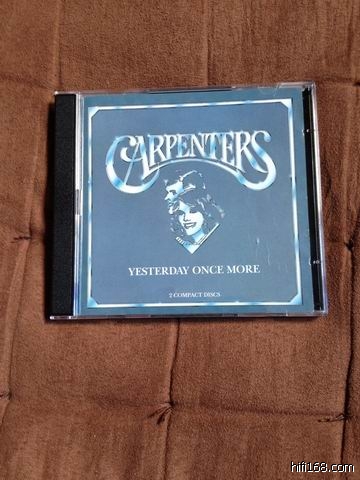 CARPENTERS
YESTERDAY ONCE MORE
2 COMPACT DISCS
hifi168.com